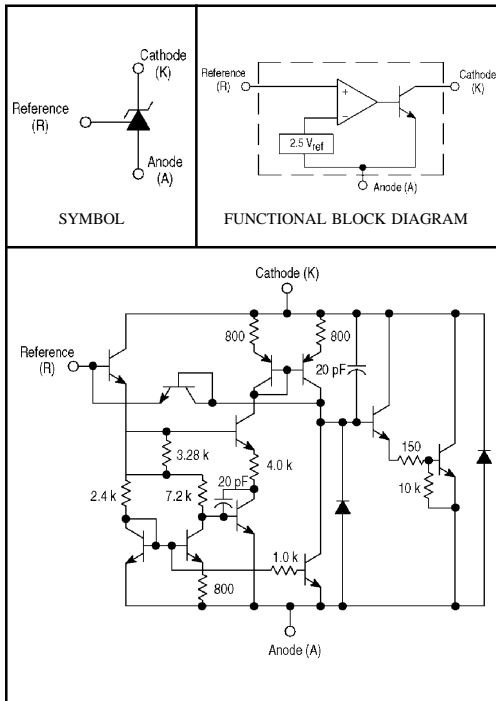 Cathode
(K)
Reference
(R)
Anode
(A)
SYMBOL
Reference
(R)
Cathode
(K)
+
−
2.5 Vref
Anode (A)
FUNCTIONAL BLOCK DIAGRAM
Cathode (K)
800
800
Reference
(R)
20 pF
3.28 k
4.0 k
150
2.4 k
7.2 k
20 pF
10 k
1.0 k
800
Anode (A)